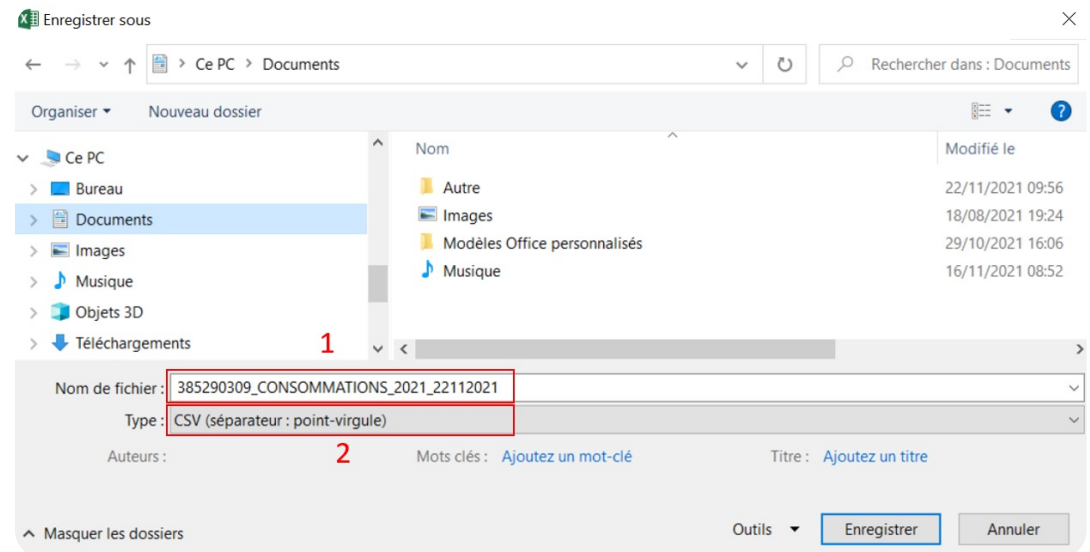 Enregistrer sous
Ce PC > Documents
Rechercher dans : Documents
Organiser
Nouveau dossier
?
Ce PC
Bureau
Documents
Images
Musique
Objets 3D
Téléchargements
Nom
Modifié le
Autre
22/11/2021 09:56
Images
18/08/2021 19:24
Modèles Office personnalisés
29/10/2021 16:06
Musique
16/11/2021 08:52
1
Nom de fichier : 385290309_CONSOMMATIONS_2021_22112021
Type : CSV (séparateur : point-virgule)
2
Auteurs :
Mots clés : Ajoutez un mot-clé
Titre : Ajoutez un titre
Masquer les dossiers
Outils
Enregistrer
Annuler